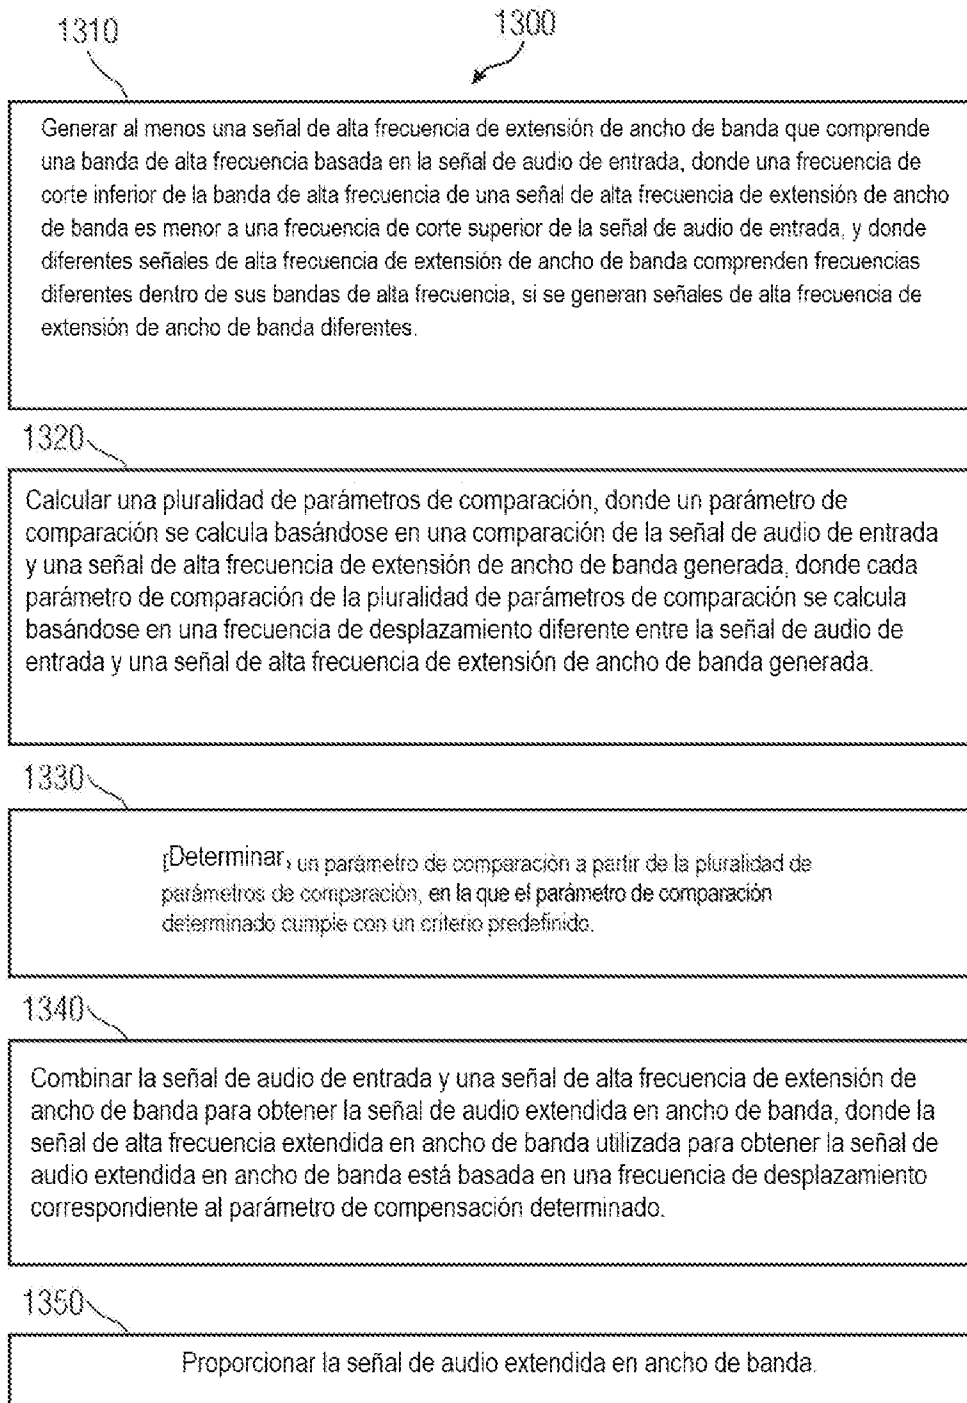 1310
1300
Generar al menos una señal de alta frecuencia de extensión de ancho de banda que comprende
una banda de alta frecuencia basada en la señal de audio de entrada, donde una frecuencia de
corte inferior de la banda de alta frecuencia de una señal de alta frecuencia de extensión de ancho
de banda es menor a una frecuencia de corte superior de la señal de audio de entrada, y donde
diferentes señales de alta frecuencia de extensión de ancho de banda comprenden frecuencias
diferentes dentro de sus bandas de alta frecuencia, si se generan señales de alta frecuencia de
extensión de ancho de banda diferentes.
1320
Calcular una pluralidad de parámetros de comparación, donde un parámetro de
comparación se calcula basándose en una comparación de la señal de audio de entrada
y una señal de alta frecuencia de extensión de ancho de banda generada, donde cada
parámetro de comparación de la pluralidad de parámetros de comparación se calcula
basándose en una frecuencia de desplazamiento diferente entre la señal de audio de
entrada y una señal de alta frecuencia de extensión de ancho de banda generada.
1330
[Determinar, un parámetro de comparación a partir de la pluralidad de
parámetros de comparación, en la que el parámetro de comparación
determinado cumple con un criterio predefinido.
1340
Combinar la señal de audio de entrada y una señal de alta frecuencia de extensión de
ancho de banda para obtener la señal de audio extendida en ancho de banda, donde la
señal de alta frecuencia extendida en ancho de banda utilizada para obtener la señal de
audio extendida en ancho de banda está basada en una frecuencia de desplazamiento
correspondiente al parámetro de compensación determinado.
1350
Proporcionar la señal de audio extendida en ancho de banda.